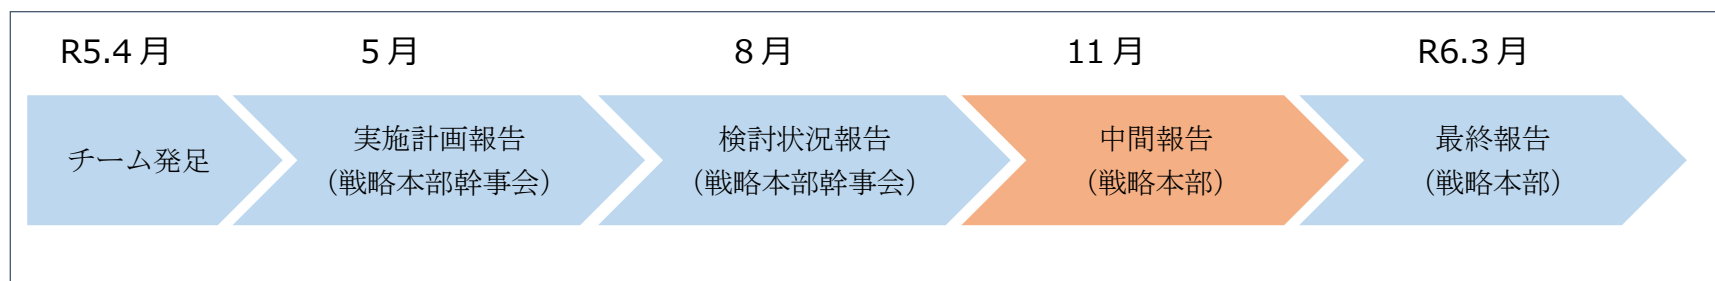 R5.4月
5月
8月
11月
R6.3月
チーム発足
実施計画報告
（戦略本部幹事会）
検討状況報告
（戦略本部幹事会）
中間報告
（戦略本部）
最終報告
（戦略本部）